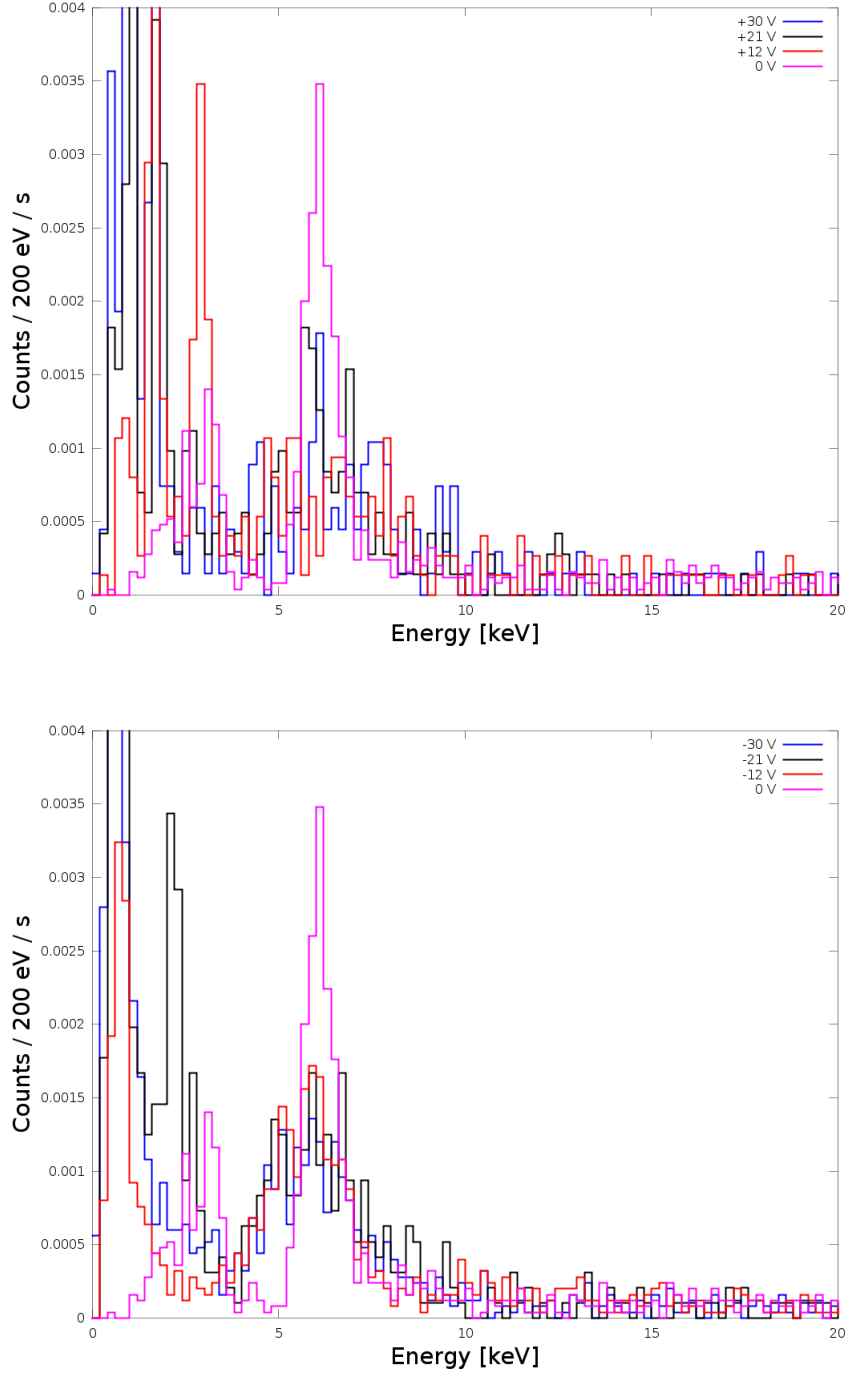 0.004
0.0035
0.003
0.0025
0.002
0.0015
0.001
0.0005
0
Counts / 200 eV / s
+30 V
+21 V
+12 V
0 V
0 5 10 15 20
Energy [keV]
0.004
0.0035
0.003
0.0025
0.002
0.0015
0.001
0.0005
0
Counts / 200 eV / s
-30 V
-21 V
-12 V
0 V
0 5 10 15 20
Energy [keV]